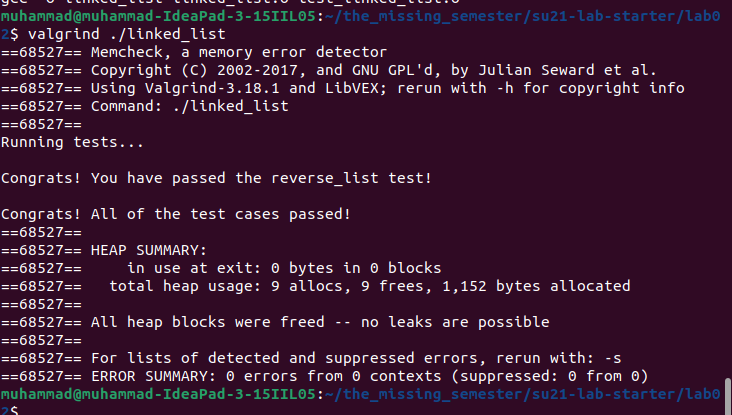 muhammad@muhammad-IdeaPad-3-15IIL05:~/the_missing_semester/su21-lab-starter/lab0
2$ valgrind ./linked_list
==68527== Memcheck, a memory error detector
==68527== Copyright (C) 2002-2017, and GNU GPL'd, by Julian Seward et al.
==68527== Using Valgrind-3.18.1 and LibVEX; rerun with -h for copyright info
==68527== Command: ./linked_list
==68527==
Running tests...
Congrats! You have passed the reverse_list test!
Congrats! All of the test cases passed!
==68527==
==68527== HEAP SUMMARY:
==68527==     in use at exit: 0 bytes in 0 blocks
==68527==   total heap usage: 9 allocs, 9 frees, 1,152 bytes allocated
==68527==
==68527== All heap blocks were freed -- no leaks are possible
==68527==
==68527== For lists of detected and suppressed errors, rerun with: -s
==68527== ERROR SUMMARY: 0 errors from 0 contexts (suppressed: 0 from 0)
muhammad@muhammad-IdeaPad-3-15IIL05:~/the_missing_semester/su21-lab-starter/lab0
2$